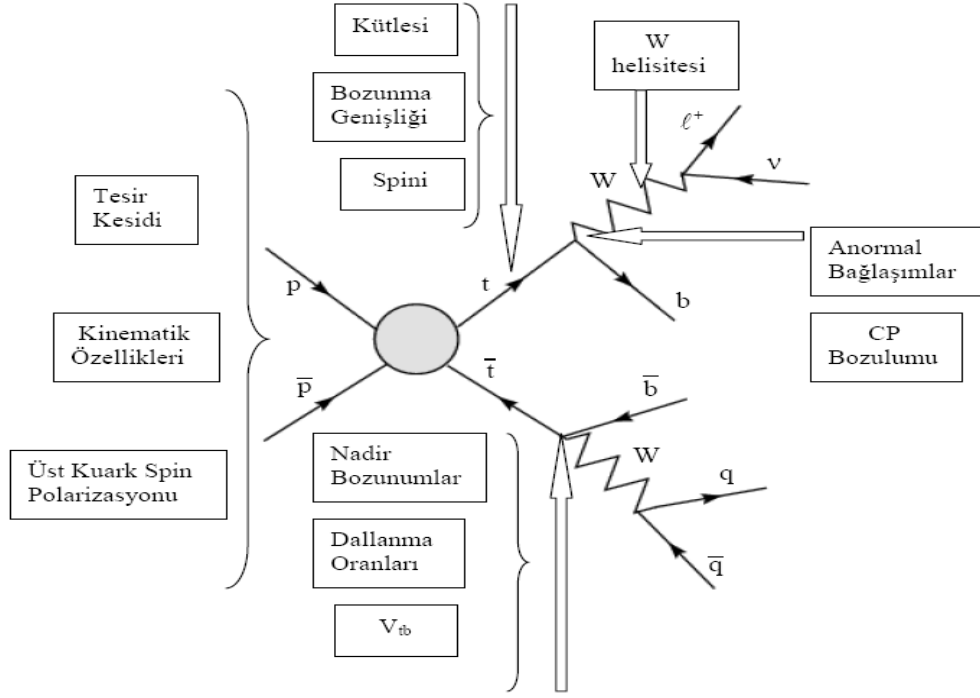 Kütlesi
Bozunma
Genişliği
Spini
W
helisitesi
Tesir
Kesidi
Kinematik
Özellikleri
Üst Kuark Spin
Polarizasyonu
p
p̅
t
t̅
W
ℓ⁺
ν
b
Anormal
Bağlaşımlar
CP
Bozulumu
b̅
W
q
q̅
Nadir
Bozunumlar
Dallanma
Oranları
V_tb